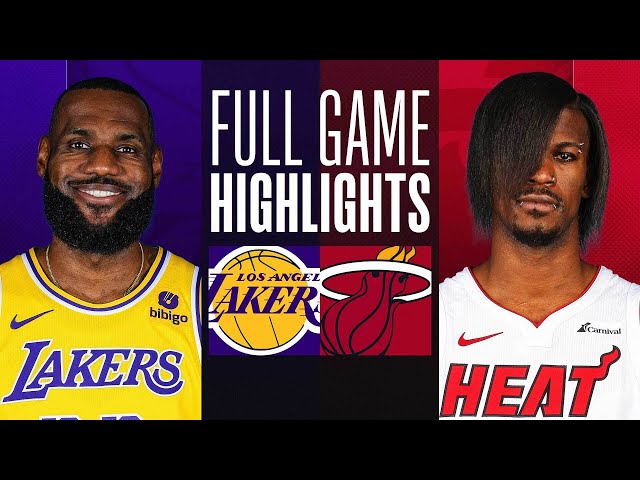 FULL GAME
HIGHLIGHTS
LOS ANGELES
LAKERS
bibigo
LAKERS
Carnival
HEAT